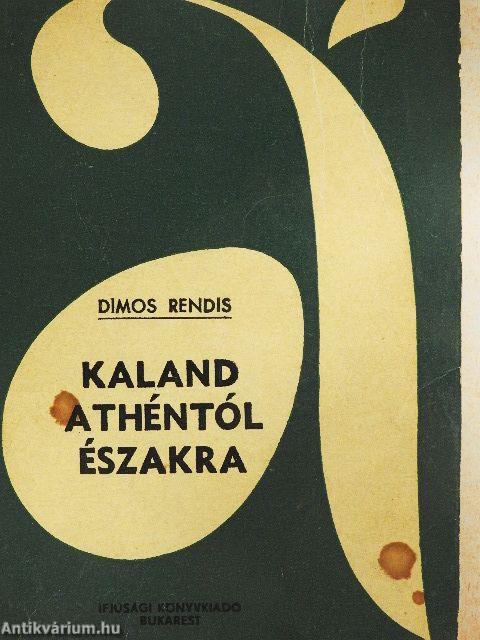 DIMOS RENDIS
KALAND
ATHÉNTÓL
ÉSZAKRA
IFJÚSÁGI KÖNYVKIADÓ
BUKAREST
Antikvárium.hu